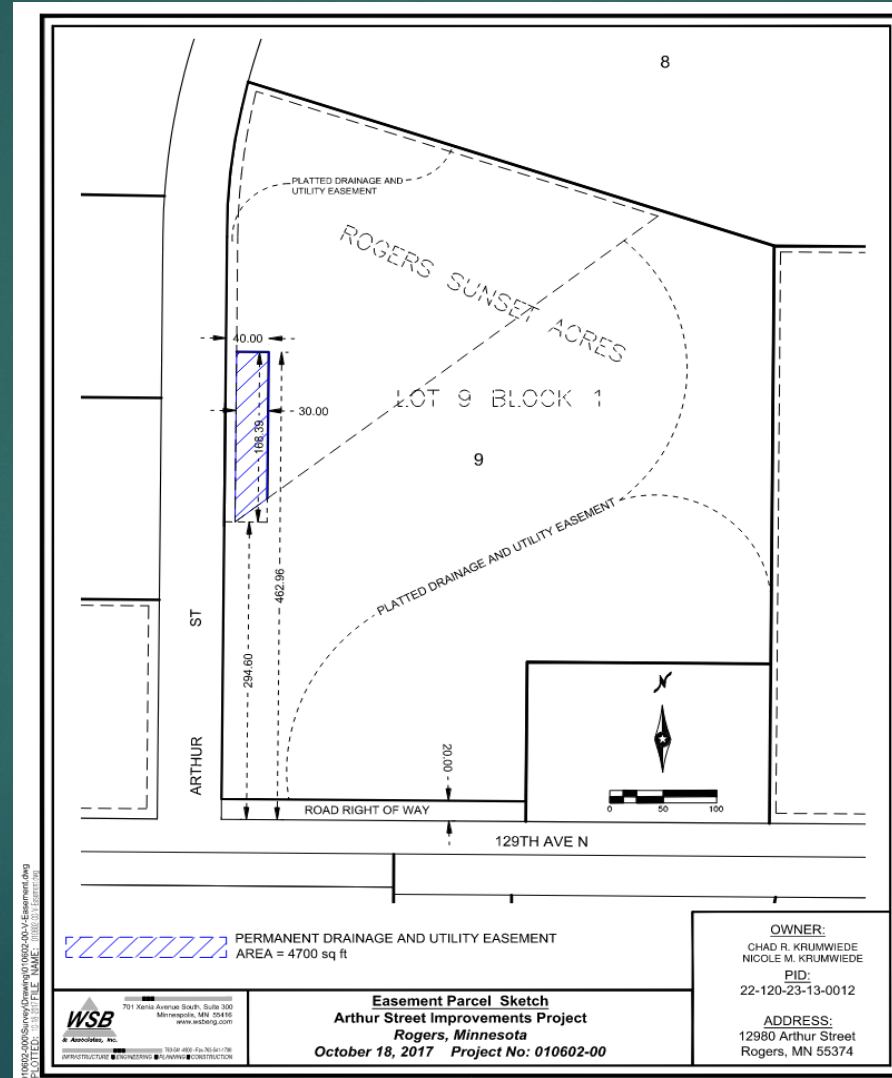 8
PLATTED DRAINAGE AND
UTILITY EASEMENT
ROGERS SUNSET ACRES
40.00
LOT 9 BLOCK 1
30.00
168.39
9
PLATTED DRAINAGE AND UTILITY EASEMENT
462.96
294.60
ARTHUR ST
N
20.00
0 50 100
ROAD RIGHT OF WAY
129TH AVE N
PERMANENT DRAINAGE AND UTILITY EASEMENT
AREA = 4700 sq ft
OWNER:
CHAD R. KRUMWIEDE
NICOLE M. KRUMWIEDE
PID:
22-120-23-13-0012
ADDRESS:
12980 Arthur Street
Rogers, MN 55374
WSB
& Associates, Inc.
701 Xenia Avenue South, Suite 300
Minneapolis, MN 55416
www.wsbeng.com
INFRASTRUCTURE ENGINEERING PLANNING CONSTRUCTION
Easement Parcel Sketch
Arthur Street Improvements Project
Rogers, Minnesota
October 18, 2017 Project No: 010602-00